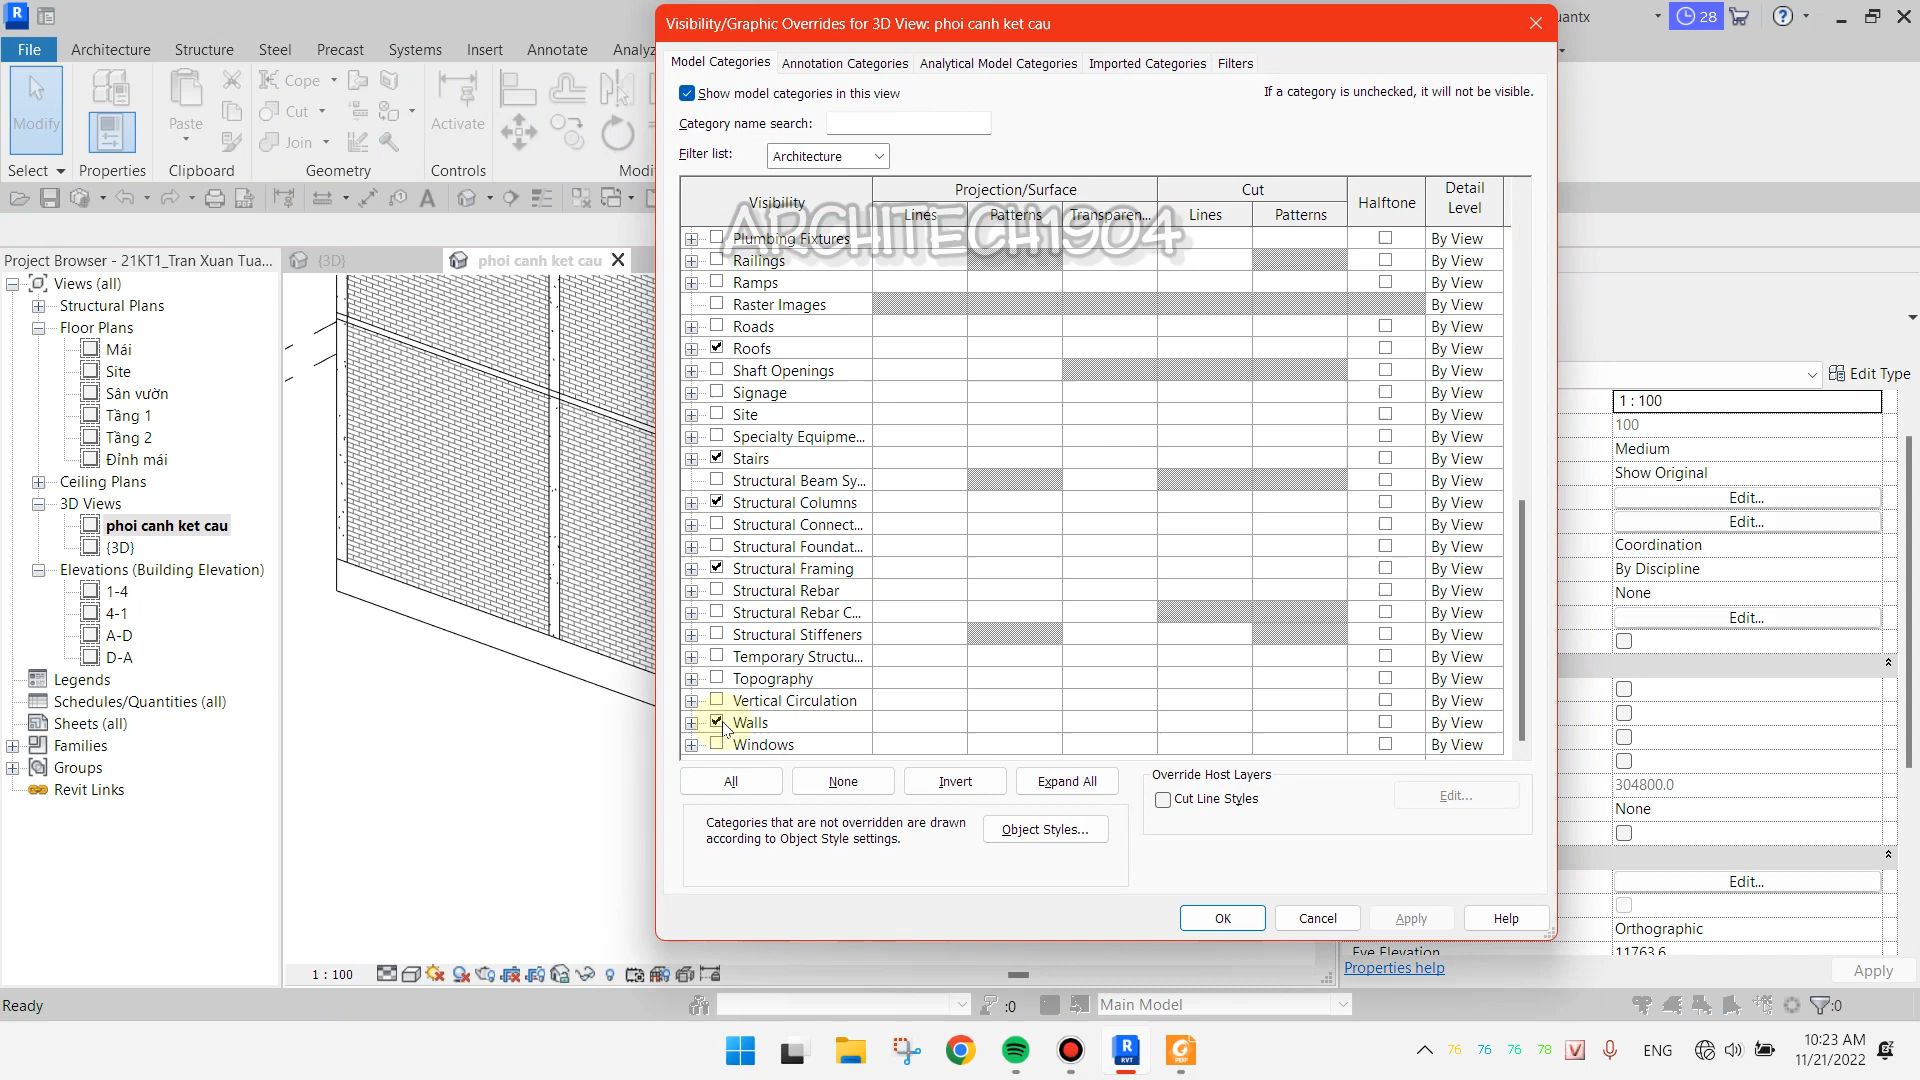 Visibility/Graphic Overrides for 3D View: phoi canh ket cau
uantx
28
File
Architecture
Structure
Steel
Precast
Systems
Insert
Annotate
Analyz
Model Categories
Annotation Categories
Analytical Model Categories
Imported Categories
Filters
Show model categories in this view
If a category is unchecked, it will not be visible.
Category name search:
Filter list:
Architecture
Modify
Paste
Cope
Cut
Join
Activate
Select
Properties
Clipboard
Geometry
Controls
Modi
Visibility
Projection/Surface
Cut
Halftone
Detail Level
Lines
Patterns
Transparen...
Lines
Patterns
ARCHITECH1904
Plumbing Fixtures By View
Railings By View
Ramps By View
Raster Images By View
Roads By View
Roofs By View
Shaft Openings By View
Signage By View
Site By View
Specialty Equipme... By View
Stairs By View
Structural Beam Sy... By View
Structural Columns By View
Structural Connect... By View
Structural Foundat... By View
Structural Framing By View
Structural Rebar By View
Structural Rebar C... By View
Structural Stiffeners By View
Temporary Structu... By View
Topography By View
Vertical Circulation By View
Walls By View
Windows By View
All
None
Invert
Expand All
Override Host Layers
Cut Line Styles
Edit...
Categories that are not overridden are drawn
according to Object Style settings.
Object Styles...
OK
Cancel
Apply
Help
Project Browser - 21KT1_Tran Xuan Tua...
{3D}
phoi canh ket cau
Views (all)
Structural Plans
Floor Plans
Mái
Site
Sân vườn
Tầng 1
Tầng 2
Đỉnh mái
Ceiling Plans
3D Views
phoi canh ket cau
{3D}
Elevations (Building Elevation)
1-4
4-1
A-D
D-A
Legends
Schedules/Quantities (all)
Sheets (all)
Families
Groups
Revit Links
Edit Type
1 : 100
100
Medium
Show Original
Edit...
Edit...
Coordination
By Discipline
None
Edit...
304800.0
None
Edit...
Orthographic
Eye Elevation
11763.6
Properties help
Apply
1 : 100
Ready
:0
Main Model
:0
76
76
76
78
ENG
10:23 AM
11/21/2022